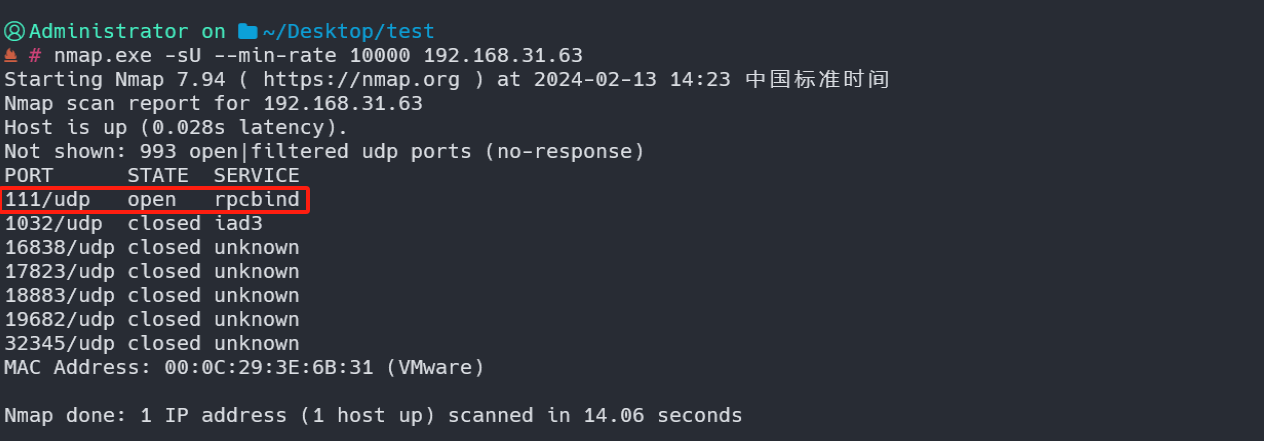 Administrator on ~/Desktop/test
# nmap.exe -sU --min-rate 10000 192.168.31.63
Starting Nmap 7.94 ( https://nmap.org ) at 2024-02-13 14:23 中国标准时间
Nmap scan report for 192.168.31.63
Host is up (0.028s latency).
Not shown: 993 open|filtered udp ports (no-response)
PORT      STATE  SERVICE
111/udp   open   rpcbind
1032/udp  closed iad3
16838/udp closed unknown
17823/udp closed unknown
18883/udp closed unknown
19682/udp closed unknown
32345/udp closed unknown
MAC Address: 00:0C:29:3E:6B:31 (VMware)
Nmap done: 1 IP address (1 host up) scanned in 14.06 seconds